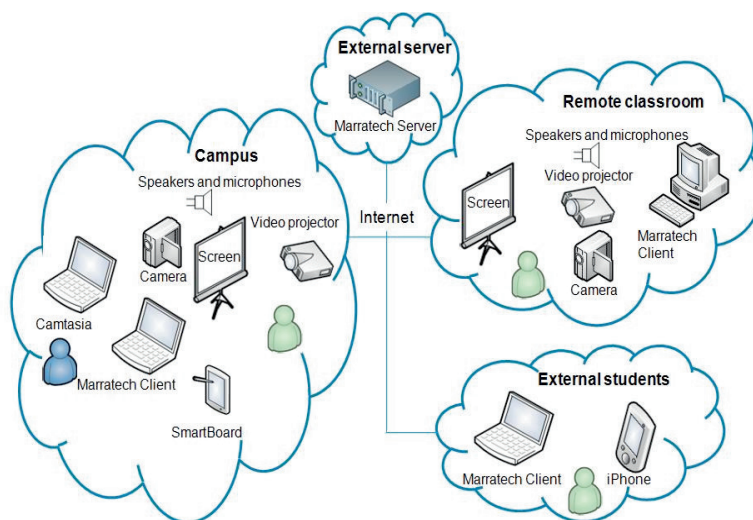 External server
Marratech Server
Campus
Speakers and microphones
Video projector
Camera
Screen
Camtasia
Marratech Client
SmartBoard
Internet
Remote classroom
Speakers and microphones
Video projector
Screen
Marratech
Client
Camera
External students
Marratech Client
iPhone